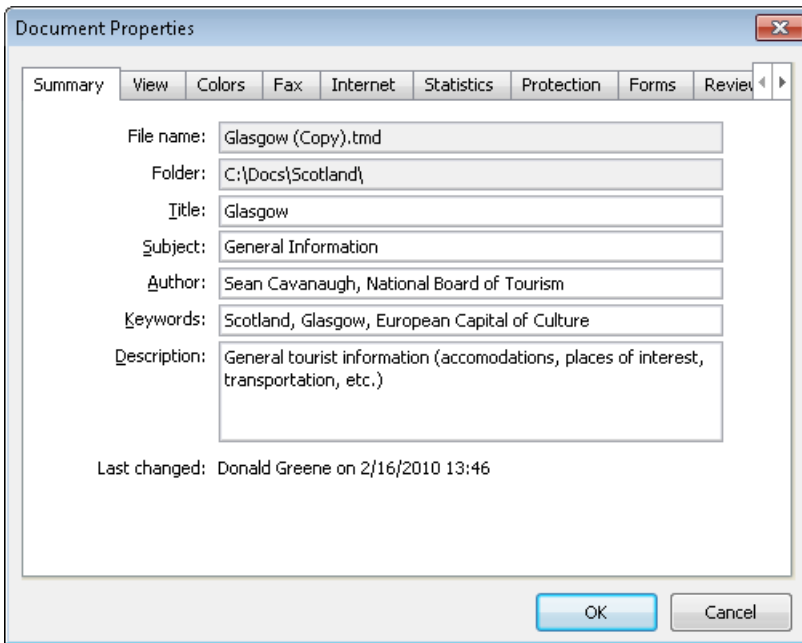 Document Properties
Summary View Colors Fax Internet Statistics Protection Forms
File name: Glasgow (Copy).tmd
Folder: C:\Docs\Scotland\
Title: Glasgow
Subject: General Information
Author: Sean Cavanaugh, National Board of Tourism
Keywords: Scotland, Glasgow, European Capital of Culture
Description: General tourist information (accomodations, places of interest,
transportation, etc.)
Last changed: Donald Greene on 2/16/2010 13:46
OK Cancel